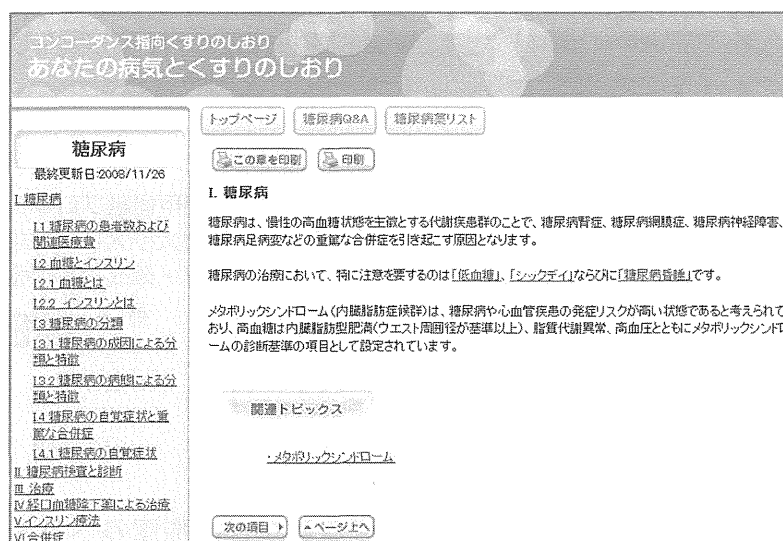 コンコーダンス指向くすりのしおり
あなたの病気とくすりのしおり
トップページ
糖尿病Q&A
糖尿病薬リスト
糖尿病
最終更新日:2008/11/26
I 糖尿病
I.1 糖尿病の患者数および
関連医療費
I.2 血糖とインスリン
I.2.1 血糖とは
I.2.2 インスリンとは
I.3 糖尿病の分類
I.3.1 糖尿病の成因による分
類と特徴
I.3.2 糖尿病の病態による分
類と特徴
I.4 糖尿病の自覚症状と重
篤な合併症
I.4.1 糖尿病の自覚症状
II 糖尿病検査と診断
III 治療
IV 経口血糖降下薬による治療
V インスリン療法
VI 合併症
この章を印刷
印刷
I. 糖尿病
糖尿病は、慢性の高血糖状態を主徴とする代謝疾患群のことで、糖尿病腎症、糖尿病網膜症、糖尿病神経障害、
糖尿病足病変などの重篤な合併症を引き起こす原因となります。
糖尿病の治療において、特に注意を要するのは「低血糖」、「シックデイ」ならびに「糖尿病昏睡」です。
メタボリックシンドローム(内臓脂肪症候群)は、糖尿病や心血管疾患の発症リスクが高い状態であると考えられて
おり、高血糖は内臓脂肪型肥満(ウエスト周囲径が基準以上)、脂質代謝異常、高血圧とともにメタボリックシンドロ
ームの診断基準の項目として設定されています。
関連トピックス
・メタボリックシンドローム
次の項目
▲ページ上へ